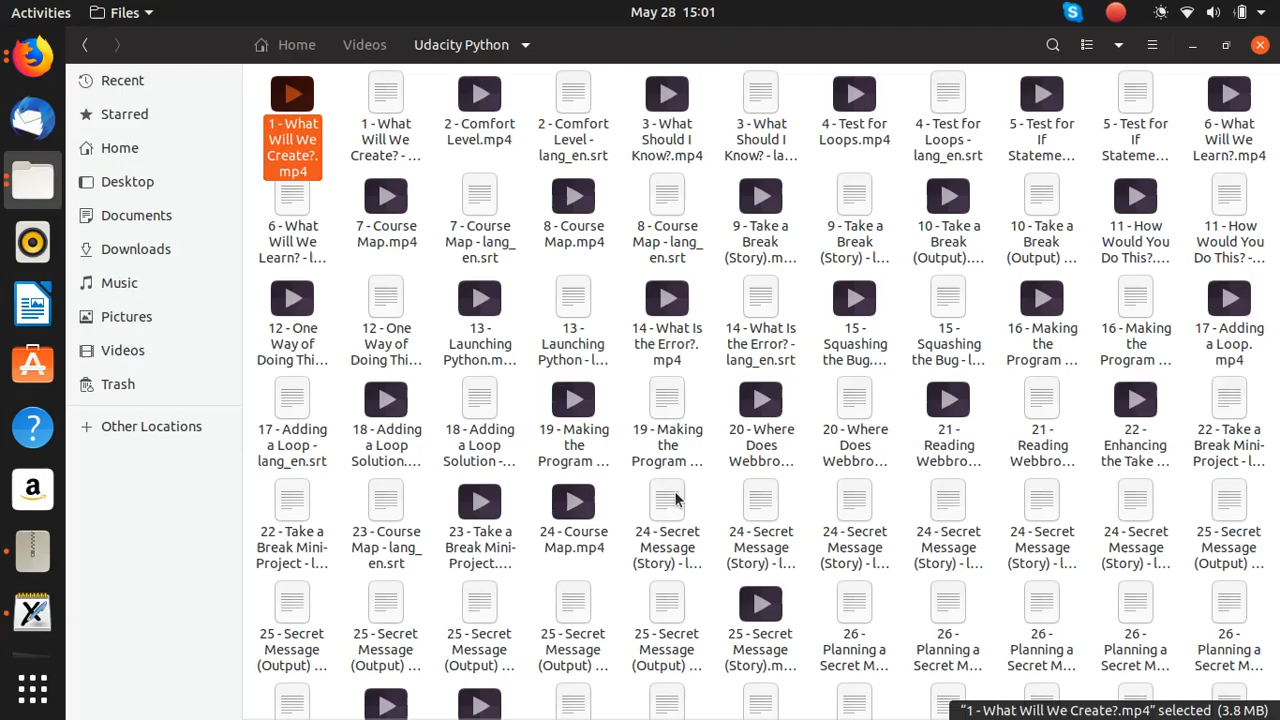 Activities
Files
May 28 15:01
Home
Videos
Udacity Python
Recent
Starred
Home
Desktop
Documents
Downloads
Music
Pictures
Videos
Trash
Other Locations
1 - What
Will We
Create?.
mp4
1 - What
Will We
Create? - ...
2 - Comfort
Level.mp4
2 - Comfort
Level -
lang_en.srt
3 - What
Should I
Know?.mp4
3 - What
Should I
Know? - la...
4 - Test for
Loops.mp4
4 - Test for
Loops -
lang_en.srt
5 - Test for
If
Stateme...
5 - Test for
If
Stateme...
6 - What
Will We
Learn?.mp4
6 - What
Will We
Learn? - l...
7 - Course
Map.mp4
7 - Course
Map - lang_
en.srt
8 - Course
Map.mp4
8 - Course
Map - lang_
en.srt
9 - Take a
Break
(Story).m...
9 - Take a
Break
(Story) - l...
10 - Take a
Break
(Output)....
10 - Take a
Break
(Output) ...
11 - How
Would You
Do This?....
11 - How
Would You
Do This? -...
12 - One
Way of
Doing Thi...
12 - One
Way of
Doing Thi...
13 -
Launching
Python.m...
13 -
Launching
Python - l...
14 - What Is
the Error?.
mp4
14 - What Is
the Error? -
lang_en.srt
15 -
Squashing
the Bug....
15 -
Squashing
the Bug - l...
16 - Making
the
Program ...
16 - Making
the
Program ...
17 - Adding
a Loop.
mp4
17 - Adding
a Loop -
lang_en.srt
18 - Adding
a Loop
Solution....
18 - Adding
a Loop
Solution -...
19 - Making
the
Program ...
19 - Making
the
Program ...
20 - Where
Does
Webbro...
20 - Where
Does
Webbro...
21 -
Reading
Webbro...
21 -
Reading
Webbro...
22 -
Enhancing
the Take ...
22 - Take a
Break Mini-
Project - l...
22 - Take a
Break Mini-
Project - l...
23 - Course
Map - lang_
en.srt
23 - Take a
Break Mini-
Project....
24 - Course
Map.mp4
24 - Secret
Message
(Story) - l...
24 - Secret
Message
(Story) - l...
24 - Secret
Message
(Story) - l...
24 - Secret
Message
(Story) - l...
24 - Secret
Message
(Story) - l...
24 - Secret
Message
(Story) - l...
25 - Secret
Message
(Output) ...
25 - Secret
Message
(Output) ...
25 - Secret
Message
(Output) ...
25 - Secret
Message
(Output) ...
25 - Secret
Message
(Output) ...
25 - Secret
Message
(Output) ...
25 - Secret
Message
(Story).m...
26 -
Planning a
Secret M...
26 -
Planning a
Secret M...
26 -
Planning a
Secret M...
26 -
Planning a
Secret M...
26 -
Planning a
Secret M...
“1 - What Will We Create?.mp4” selected (3.8 MB)